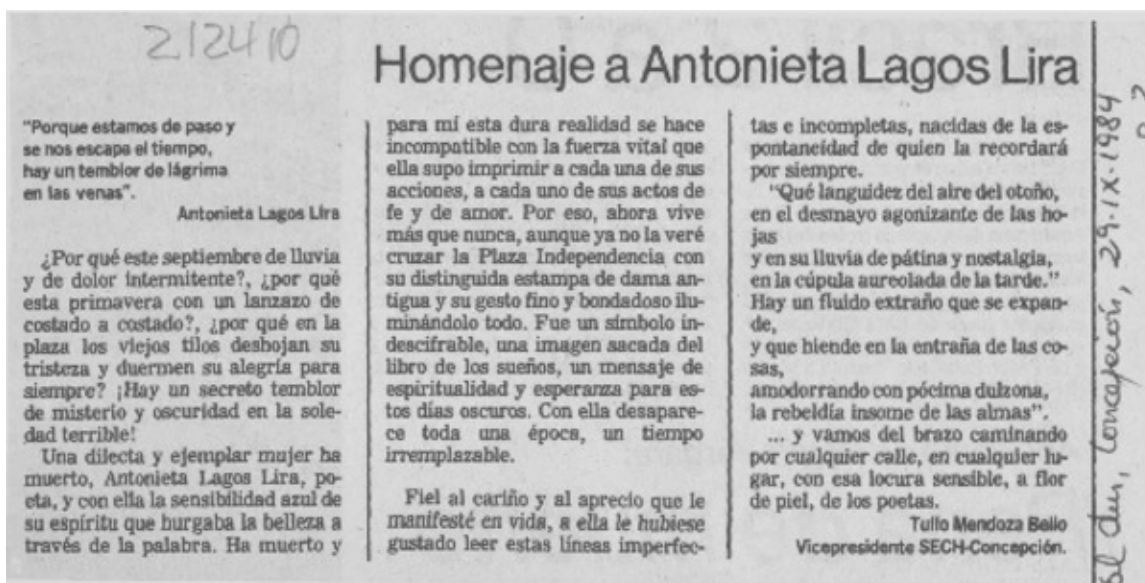 212410
Homenaje a Antonieta Lagos Lira
"Porque estamos de paso y
se nos escapa el tiempo,
hay un temblor de lágrima
en las venas".
Antonieta Lagos Lira
¿Por qué este septiembre de lluvia
y de dolor intermitente?, ¿por qué
esta primavera con un lanzazo de
costado a costado?, ¿por qué en la
plaza los viejos tilos deshojan su
tristeza y duermen su alegría para
siempre? ¡Hay un secreto temblor
de misterio y oscuridad en la sole-
dad terrible!
Una dilecta y ejemplar mujer ha
muerto, Antonieta Lagos Lira, po-
eta, y con ella la sensibilidad azul de
su espíritu que hurgaba la belleza a
través de la palabra. Ha muerto y
para mí esta dura realidad se hace
incompatible con la fuerza vital que
ella supo imprimir a cada una de sus
acciones, a cada uno de sus actos de
fe y de amor. Por eso, ahora vive
más que nunca, aunque ya no la veré
cruzar la Plaza Independencia con
su distinguida estampa de dama an-
tigua y su gesto fino y bondadoso ilu-
minándolo todo. Fue un símbolo in-
descifrable, una imagen sacada del
libro de los sueños, un mensaje de
espiritualidad y esperanza para es-
tos días oscuros. Con ella desapare-
ce toda una época, un tiempo
irremplazable.
Fiel al cariño y al aprecio que le
manifesté en vida, a ella le hubiese
gustado leer estas líneas imperfec-
tas e incompletas, nacidas de la es-
pontaneidad de quien la recordará
por siempre.
"Qué languidez del aire del otoño,
en el desmayo agonizante de las ho-
jas
y en su lluvia de pátina y nostalgia,
en la cúpula aureolada de la tarde."
Hay un fluido extraño que se expan-
de,
y que hiende en la entraña de las co-
sas,
amodorrando con pócima dulzona,
la rebeldía insome de las almas".
... y vamos del brazo caminando
por cualquier calle, en cualquier lu-
gar, con esa locura sensible, a flor
de piel, de los poetas.
Tulio Mendoza Belio
Vicepresidente SECH-Concepción.
Concepción, 29.IX.1984